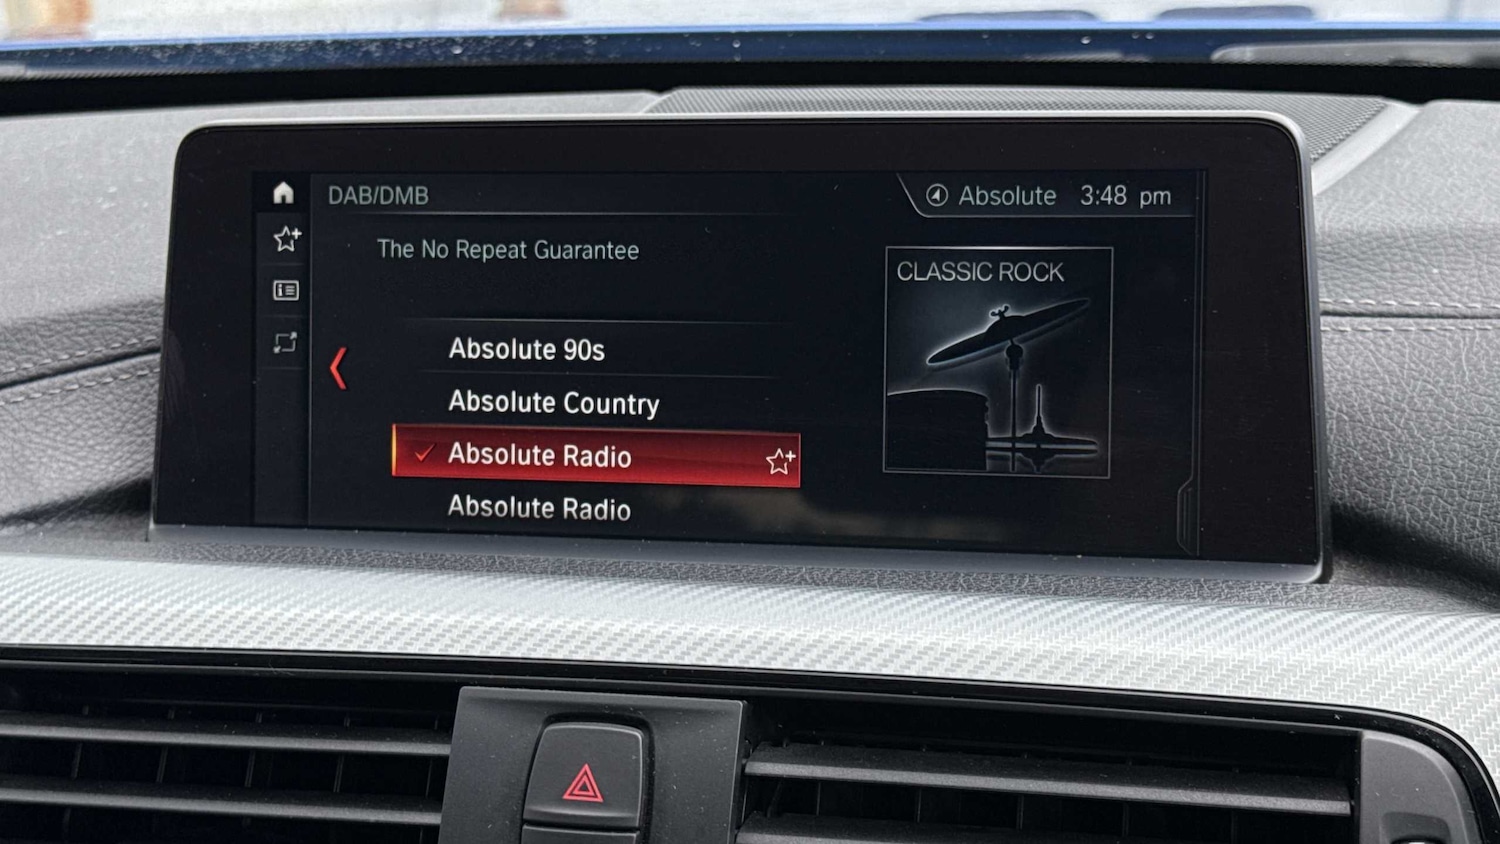 DAB/DMB
Absolute 3:48 pm
The No Repeat Guarantee
CLASSIC ROCK
Absolute 90s
Absolute Country
Absolute Radio
Absolute Radio